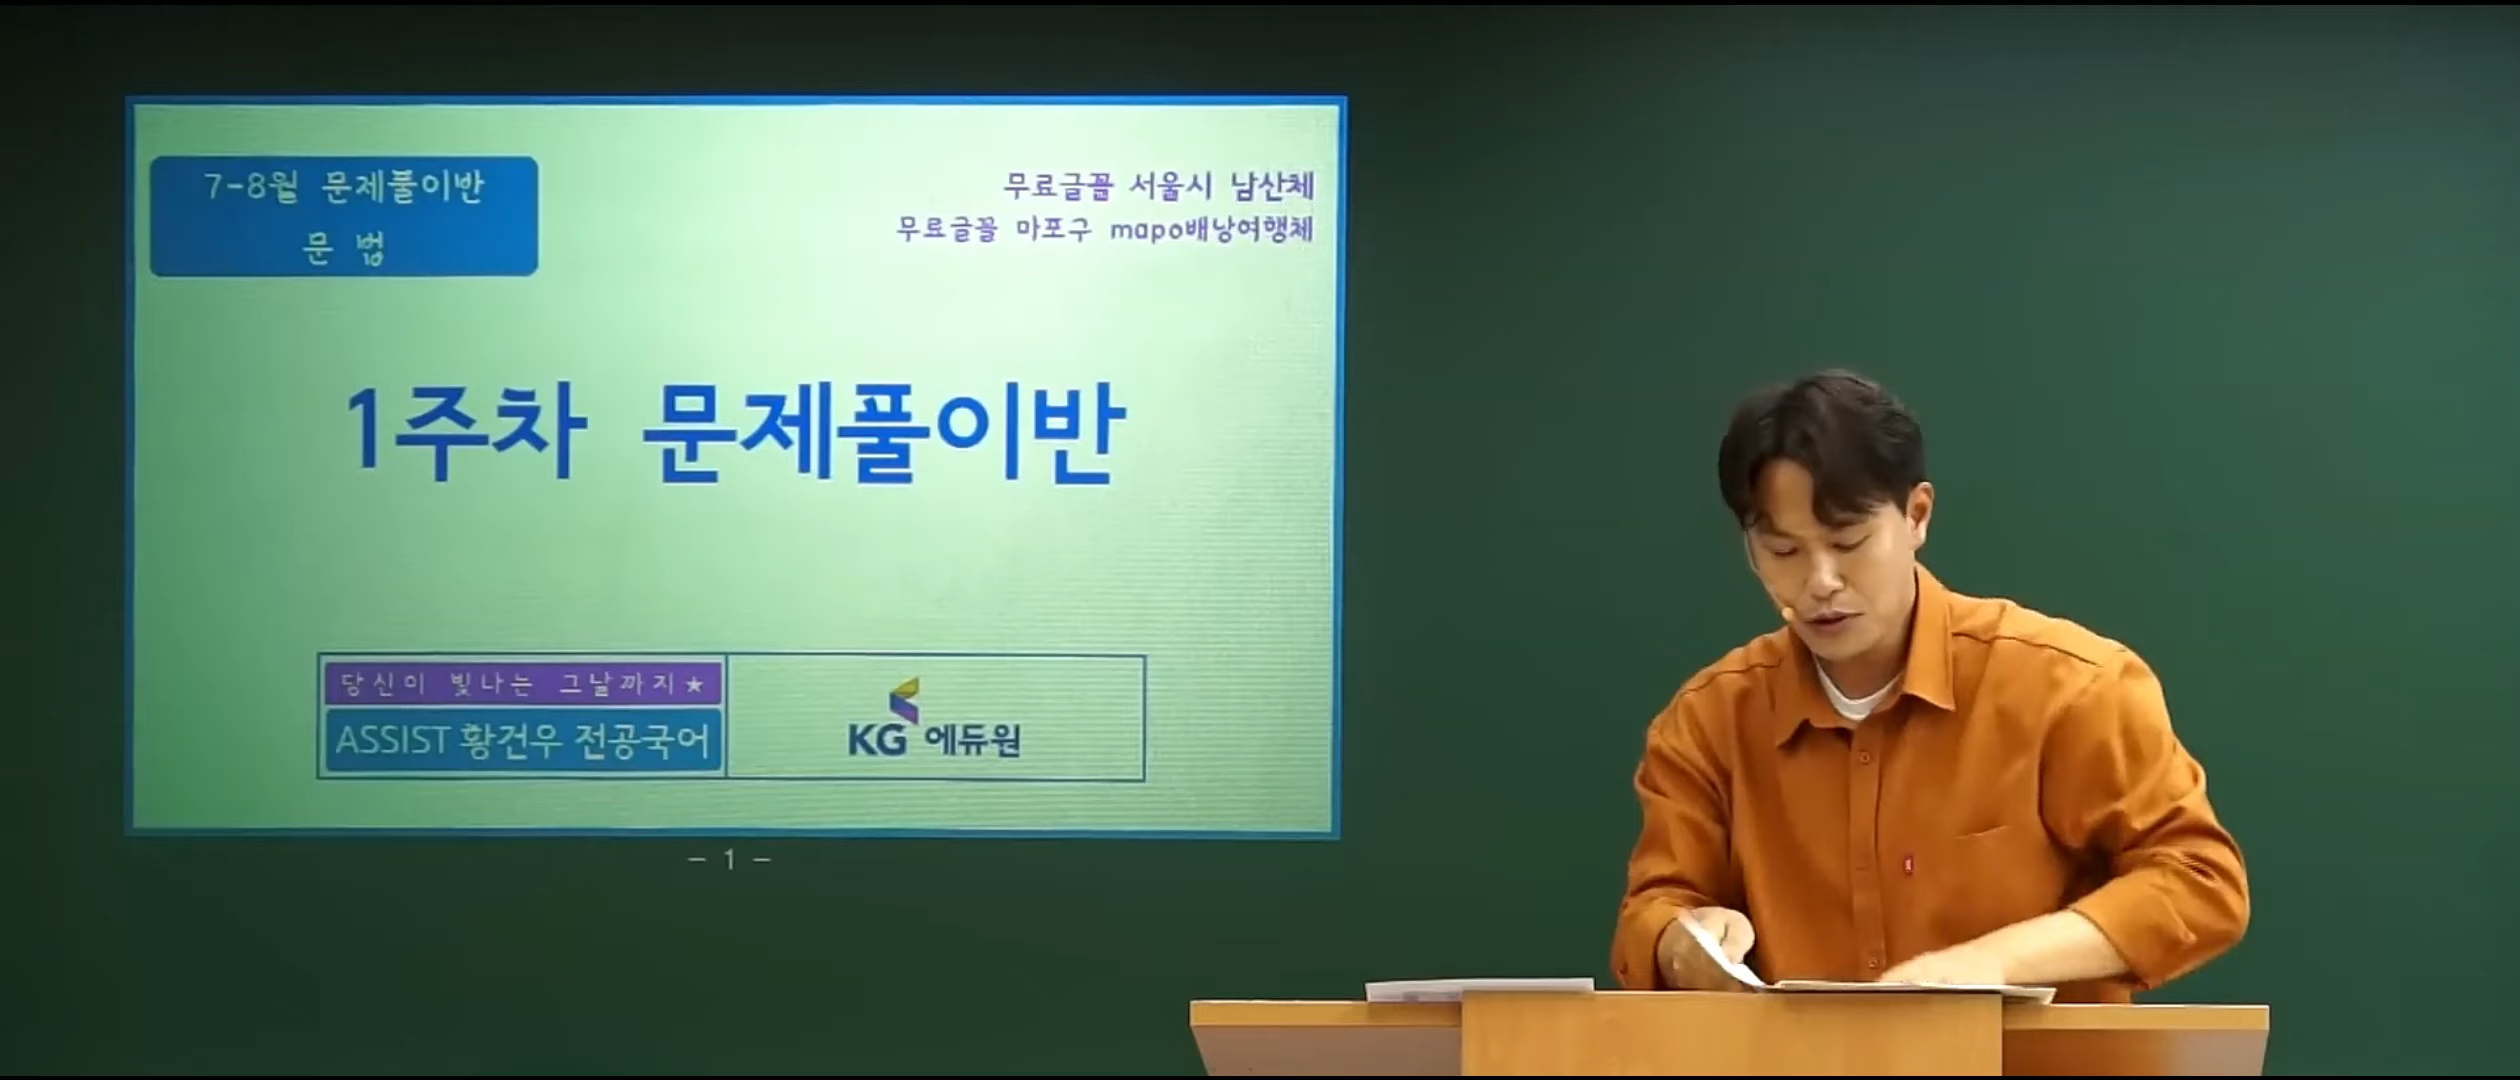 7-8월 문제풀이반
문 법
무료글꼴 서울시 남산체
무료글꼴 마포구 mapo배낭여행체
1주차 문제풀이반
당신이 빛나는 그날까지★
ASSIST 황건우 전공국어
KG 에듀원
- 1 -